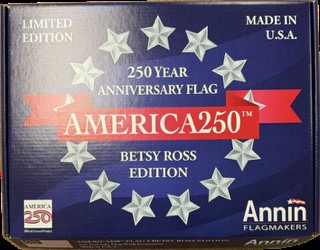 LIMITED
EDITION
MADE IN
U.S.A.
250 YEAR
ANNIVERSARY FLAG
AMERICA250™
BETSY ROSS
EDITION
AMERICA
250
Annin
FLAGMAKERS